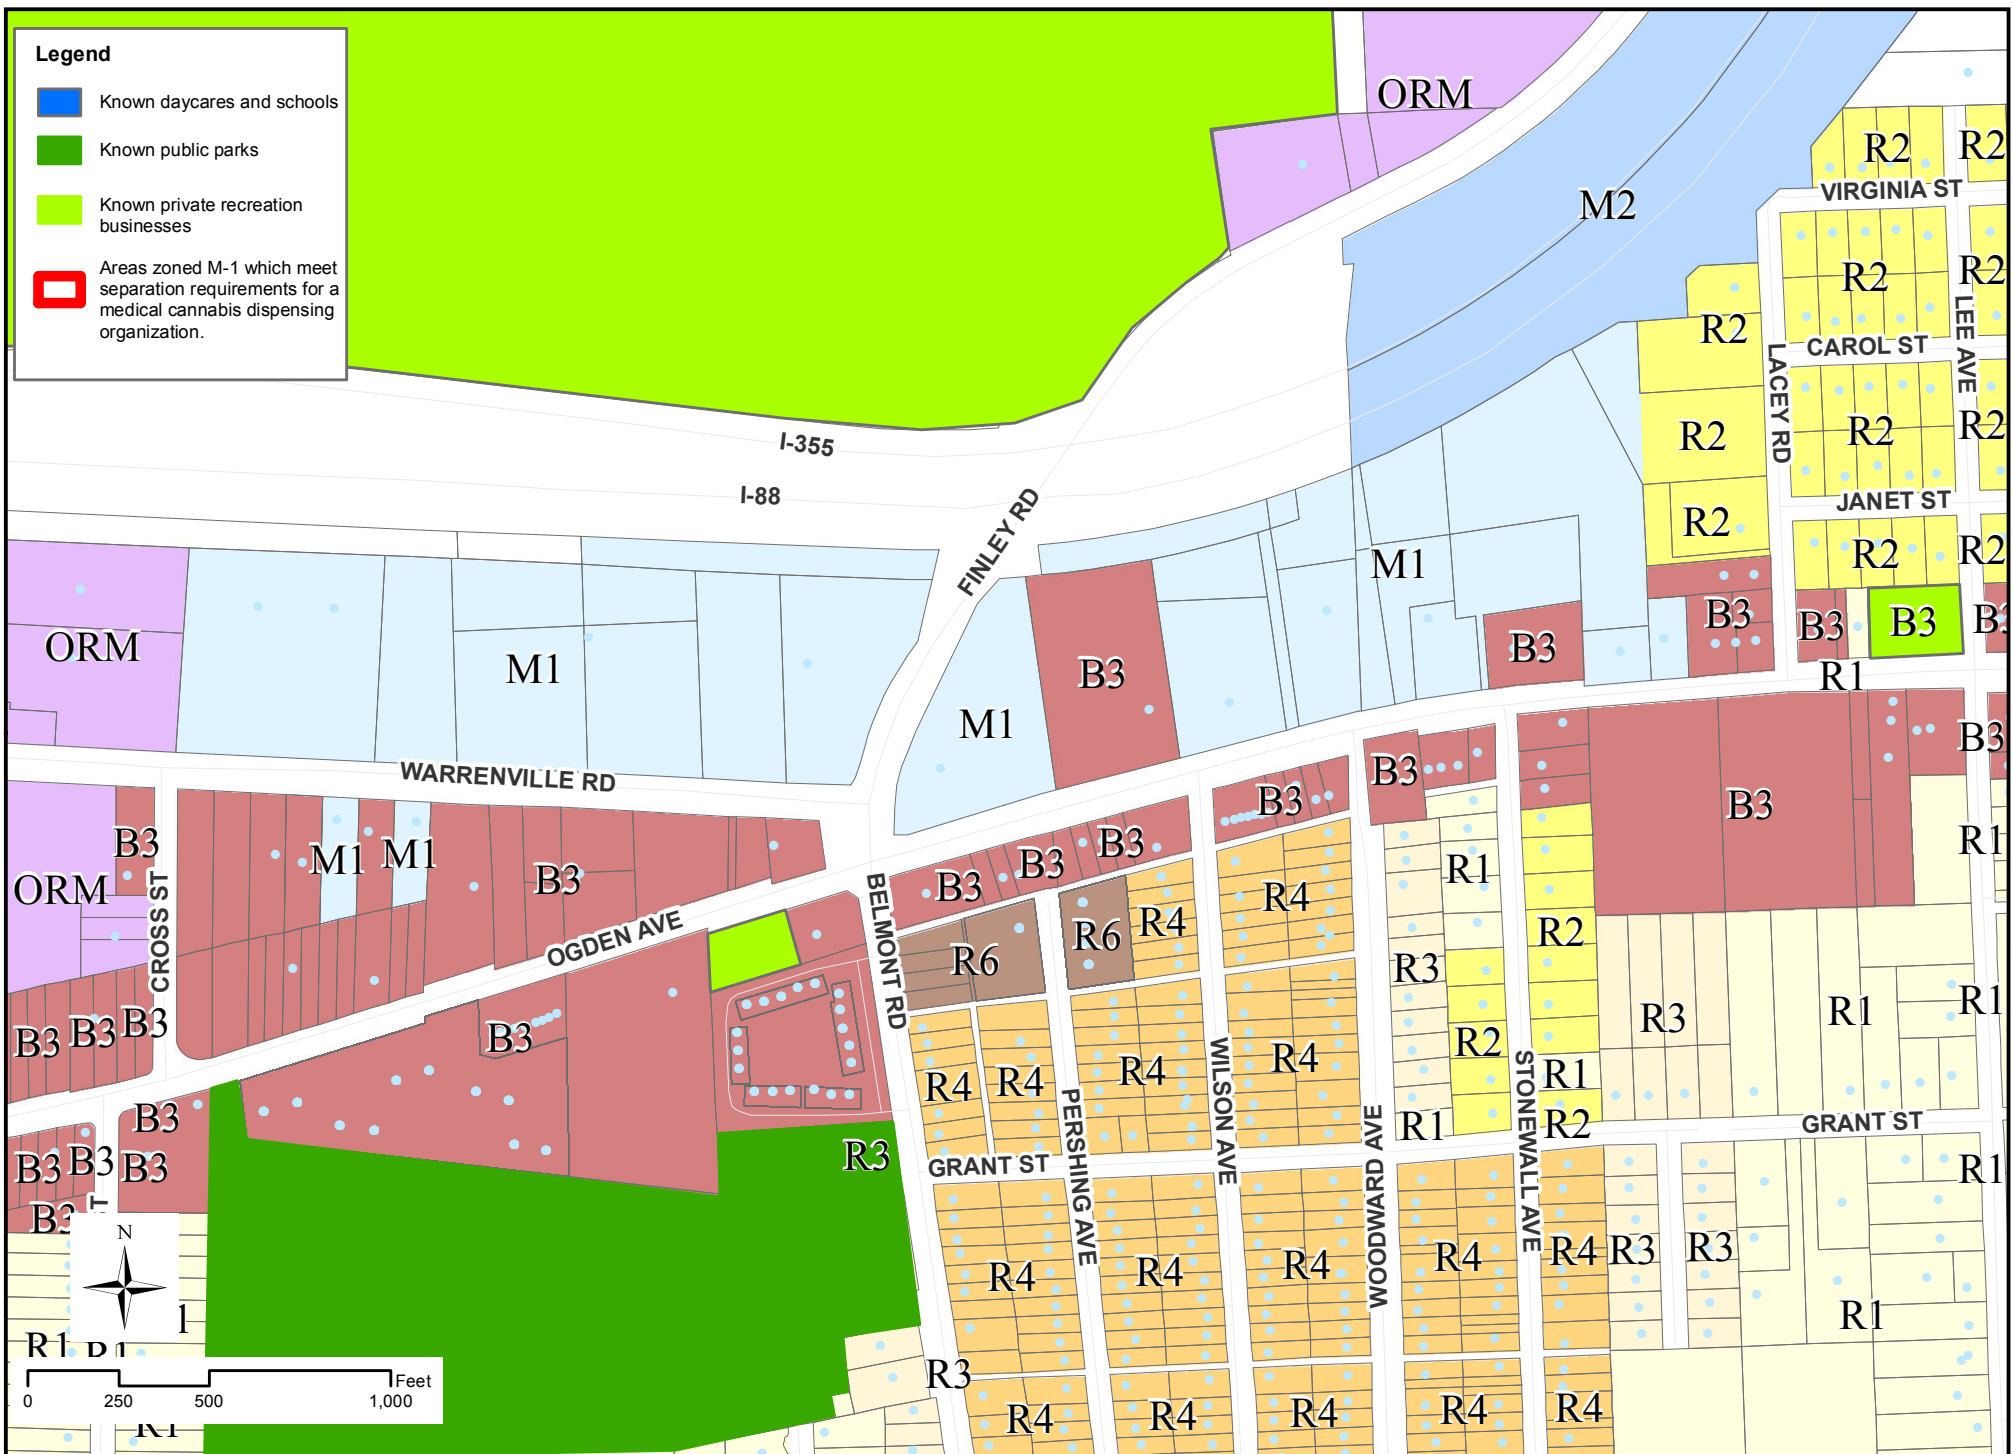 Legend
Known daycares and schools
Known public parks
Known private recreation
businesses
Areas zoned M-1 which meet
separation requirements for a
medical cannabis dispensing
organization.
ORM
M2
R2
R2
VIRGINIA ST
R2
R2
LEE AVE
R2
CAROL ST
LACEY RD
R2
R2
R2
JANET ST
R2
R2
R2
I-355
I-88
FINLEY RD
M1
ORM
M1
M1
B3
B3
B3
B3
B3
R1
WARRENVILLE RD
B3
B3
B3
B3
B3
M1
M1
B3
ORM
CROSS ST
OGDEN AVE
BELMONT RD
B3
B3
B3
R4
R1
R1
R6
R6
R4
R3
R2
B3
B3
B3
B3
R4
R4
R4
R4
R2
R3
R1
R1
WILSON AVE
STONEWALL AVE
R1
R2
R1
GRANT ST
B3
B3
B3
B3
B3
R3
GRANT ST
PERSHING AVE
WOODWARD AVE
R1
ST
N
R4
R4
R4
R4
R4
R3
R3
R1
R1
R1
R1
R3
R4
R4
R4
R4
R4
0 250 500 1,000
Feet